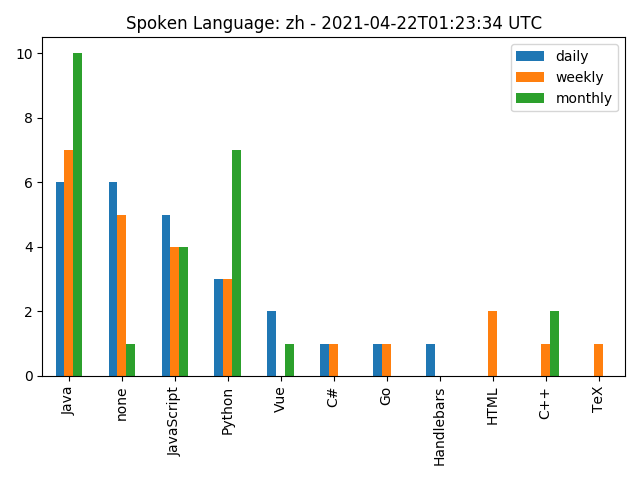 Spoken Language: zh - 2021-04-22T01:23:34 UTC
daily
weekly
monthly
10
8
6
4
2
0
Java
none
JavaScript
Python
Vue
C#
Go
Handlebars
HTML
C++
TeX